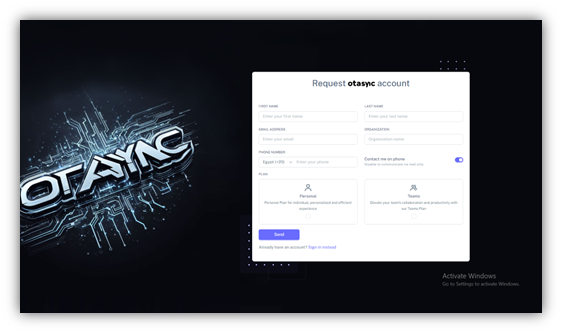 Request otasync account
FIRST NAME
LAST NAME
Enter your first name
Enter your last name
EMAIL ADDRESS
ORGANIZATION
Enter your email
Organization name
PHONE NUMBER
Contact me on phone
Egypt (+20)
Enter your phone
PLAN
Personal
Personal Plan for individual, personalized and efficient
experience.
Teams
Elevate your team's collaboration and productivity with
our Teams Plan
Send
Already have an account? Sign in instead!
OTASYNC
Activate Windows
Go to Settings to activate Windows.